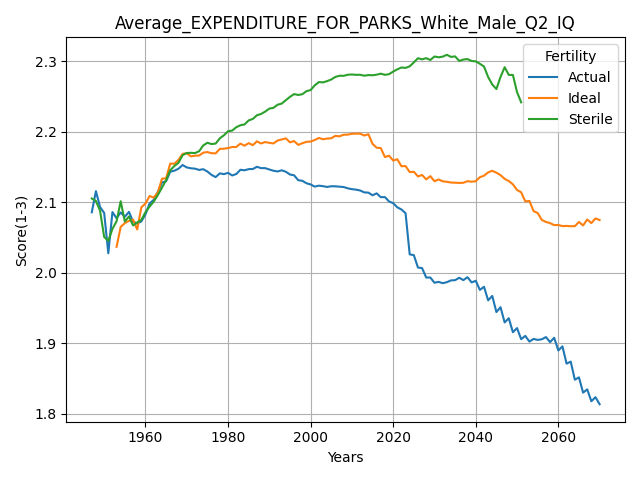 Average_EXPENDITURE_FOR_PARKS_White_Male_Q2_IQ
Score(1-3)
2.3
2.2
2.1
2.0
1.9
1.8
Fertility
Actual
Ideal
Sterile
1960
1980
2000
2020
2040
2060
Years